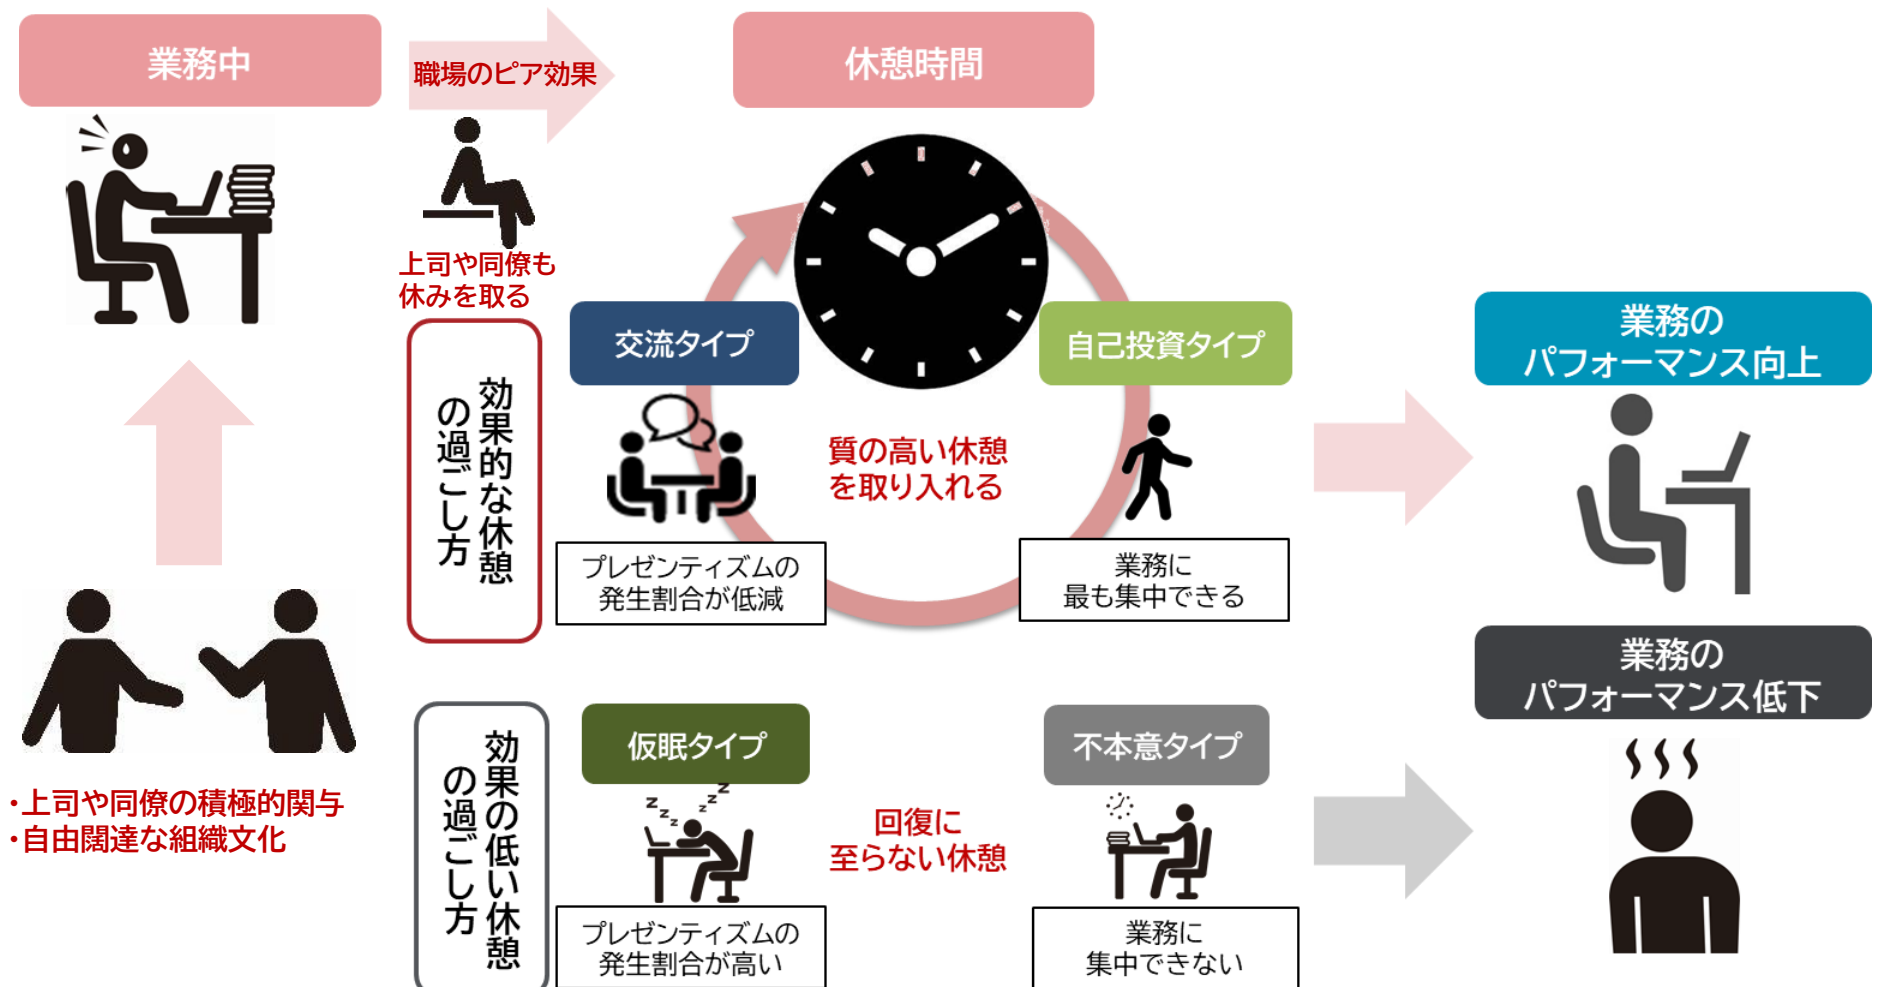 業務中
職場のピア効果
休憩時間
上司や同僚も
休みを取る
・上司や同僚の積極的関与
・自由闊達な組織文化
効果的な休憩
の過ごし方
交流タイプ
自己投資タイプ
質の高い休憩
を取り入れる
プレゼンティズムの
発生割合が低減
業務に
最も集中できる
業務の
パフォーマンス向上
効果の低い休憩
の過ごし方
仮眠タイプ
不本意タイプ
z
z
z
z
z
z
回復に
至らない休憩
プレゼンティズムの
発生割合が高い
業務に
集中できない
業務の
パフォーマンス低下